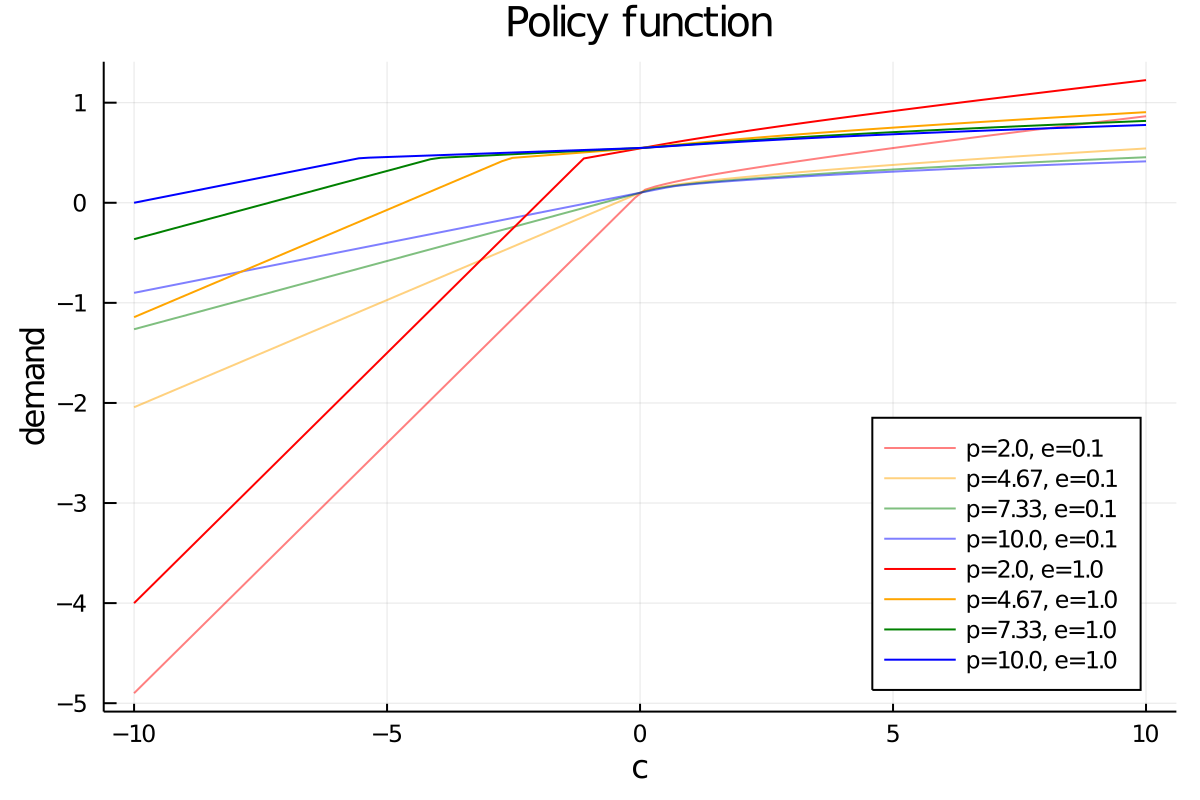 Policy function
demand
1
0
−1
−2
−3
−4
−5
−10
−5
0
5
10
c
p=2.0, e=0.1
p=4.67, e=0.1
p=7.33, e=0.1
p=10.0, e=0.1
p=2.0, e=1.0
p=4.67, e=1.0
p=7.33, e=1.0
p=10.0, e=1.0